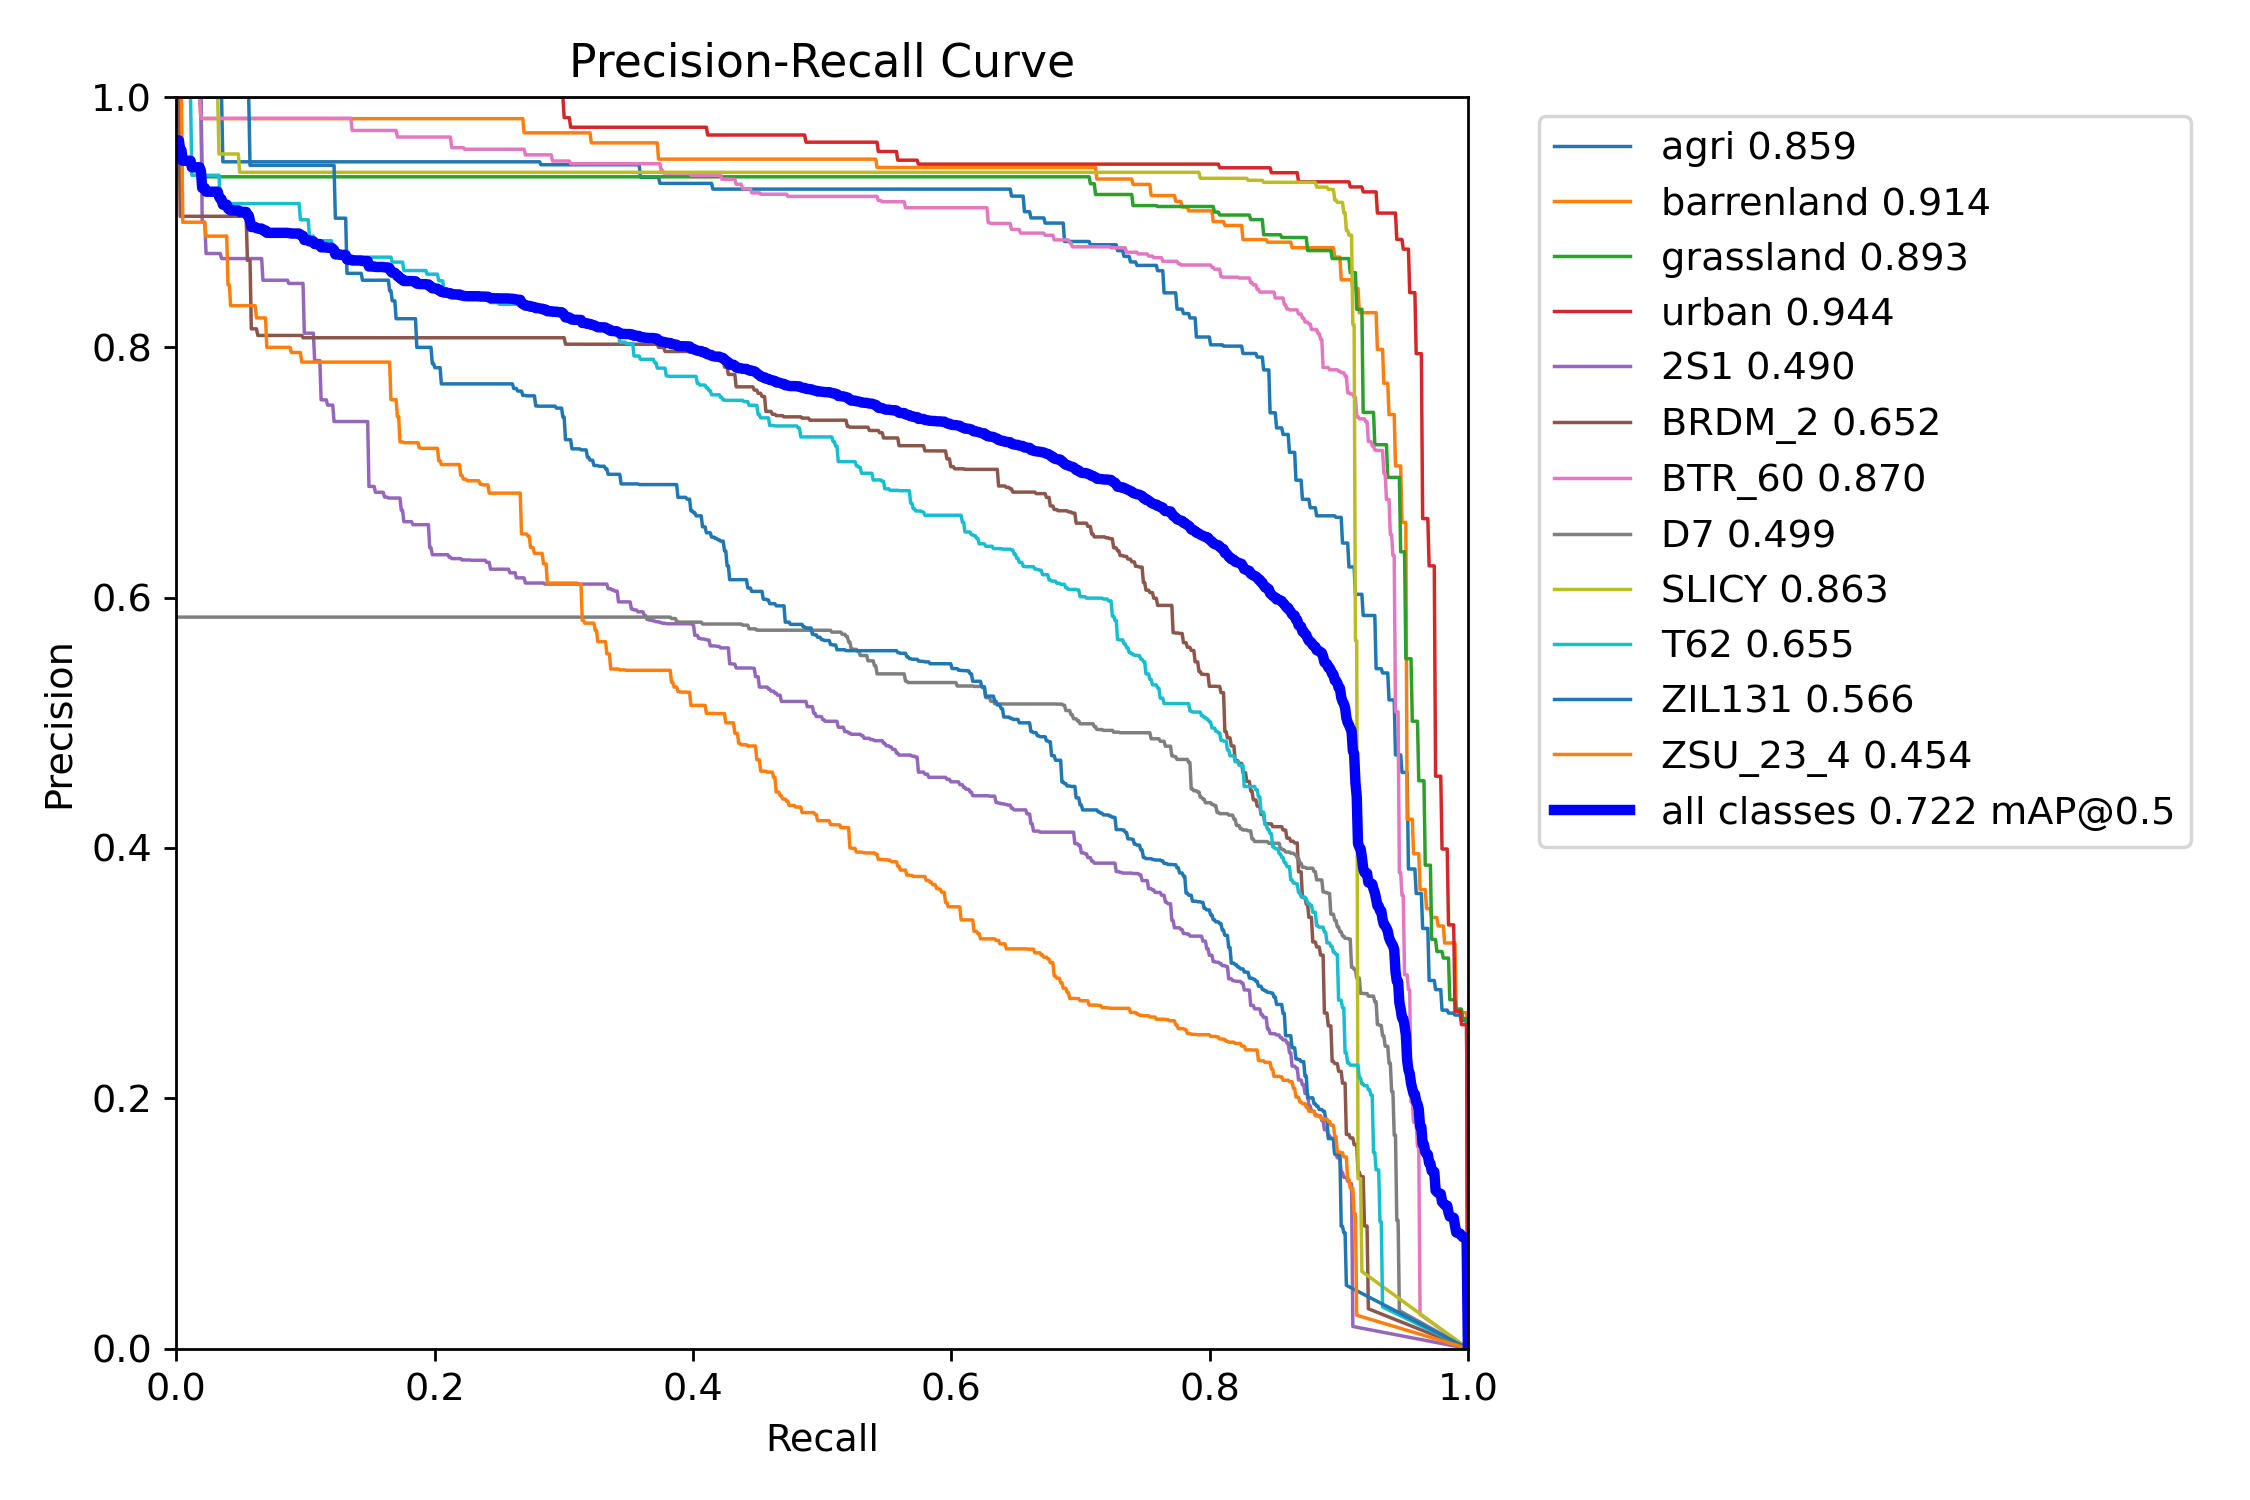 Precision-Recall Curve
1.0
0.8
0.6
0.4
0.2
0.0
Precision
0.0 0.2 0.4 0.6 0.8 1.0
Recall
agri 0.859
barrenland 0.914
grassland 0.893
urban 0.944
2S1 0.490
BRDM_2 0.652
BTR_60 0.870
D7 0.499
SLICY 0.863
T62 0.655
ZIL131 0.566
ZSU_23_4 0.454
all classes 0.722 mAP@0.5